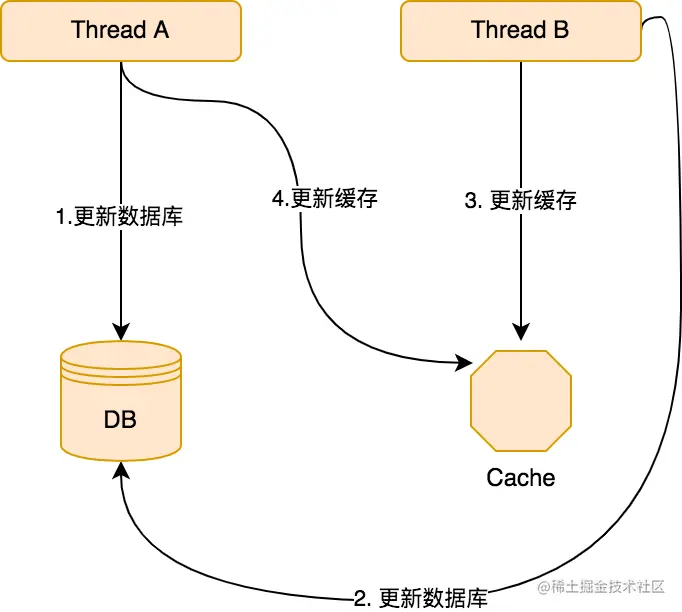 Thread A
Thread B
4.更新缓存
3. 更新缓存
1.更新数据库
DB
Cache
@稀土掘金技术社区
2. 更新数据库